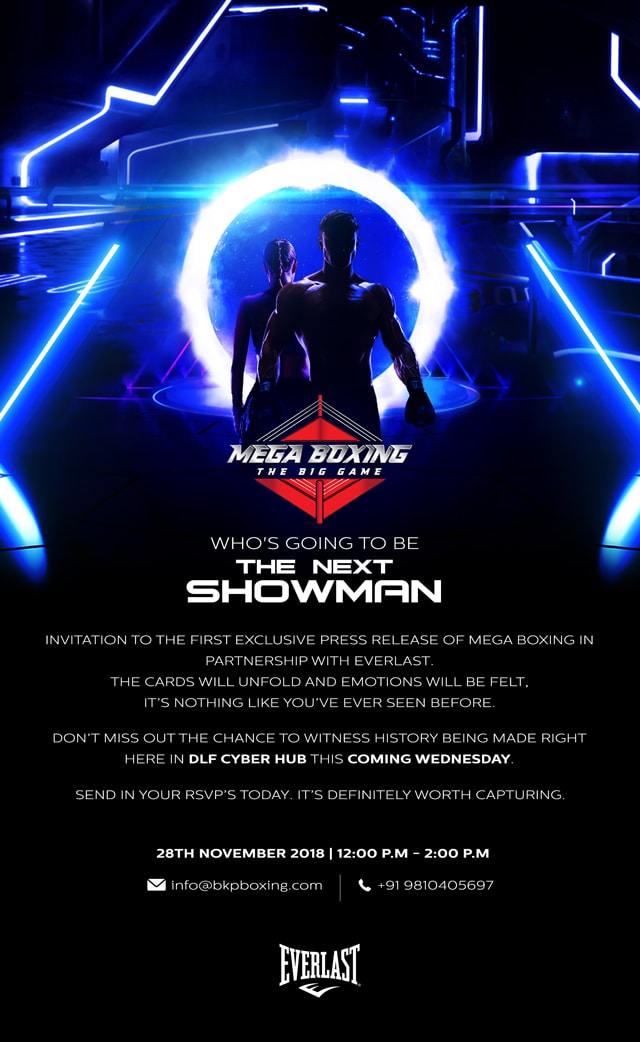 MEGA BOXING
THE BIG GAME
WHO'S GOING TO BE
THE NEXT
SHOWMAN
INVITATION TO THE FIRST EXCLUSIVE PRESS RELEASE OF MEGA BOXING IN
PARTNERSHIP WITH EVERLAST.
THE CARDS WILL UNFOLD AND EMOTIONS WILL BE FELT,
IT'S NOTHING LIKE YOU'VE EVER SEEN BEFORE.
DON'T MISS OUT THE CHANCE TO WITNESS HISTORY BEING MADE RIGHT
HERE IN DLF CYBER HUB THIS COMING WEDNESDAY.
SEND IN YOUR RSVP'S TODAY. IT'S DEFINITELY WORTH CAPTURING.
28TH NOVEMBER 2018 | 12:00 P.M – 2:00 P.M
info@bkpboxing.com | +91 9810405697
EVERLAST